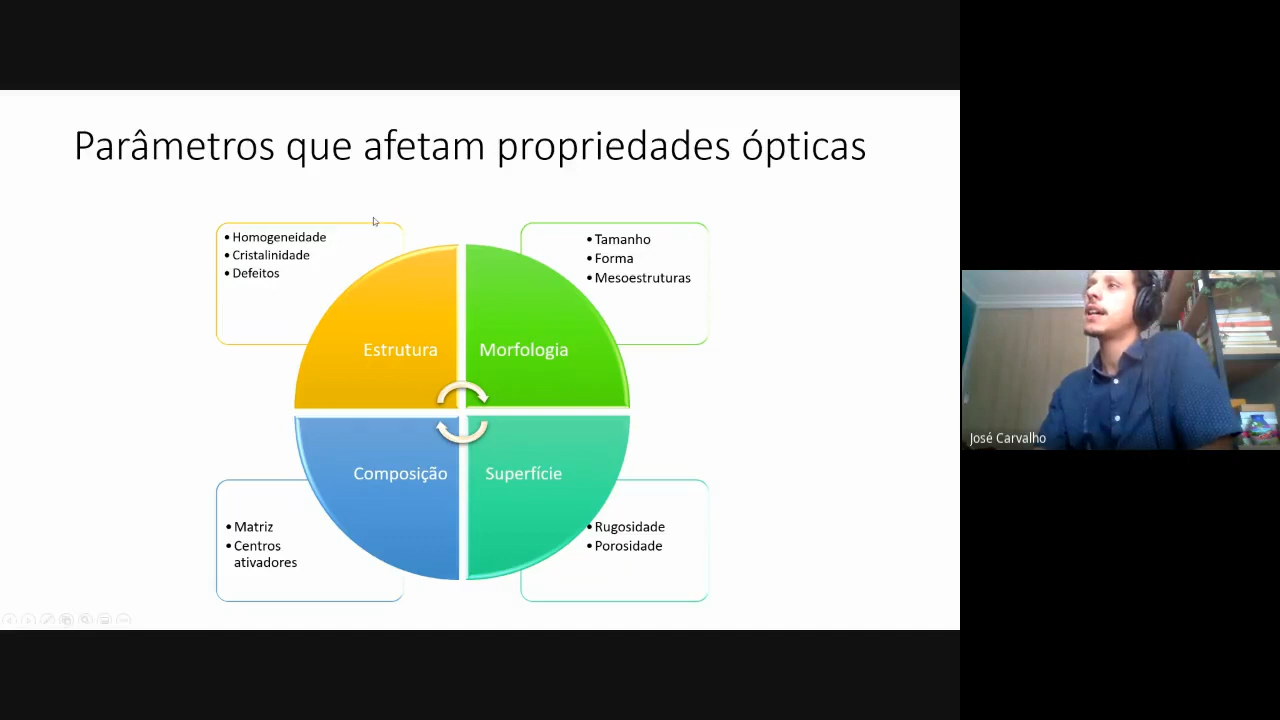 Parâmetros que afetam propriedades ópticas
• Homogeneidade
• Cristalinidade
• Defeitos
• Tamanho
• Forma
• Mesoestruturas
Estrutura
Morfologia
Composição
Superfície
• Matriz
• Centros
ativadores
• Rugosidade
• Porosidade
José Carvalho